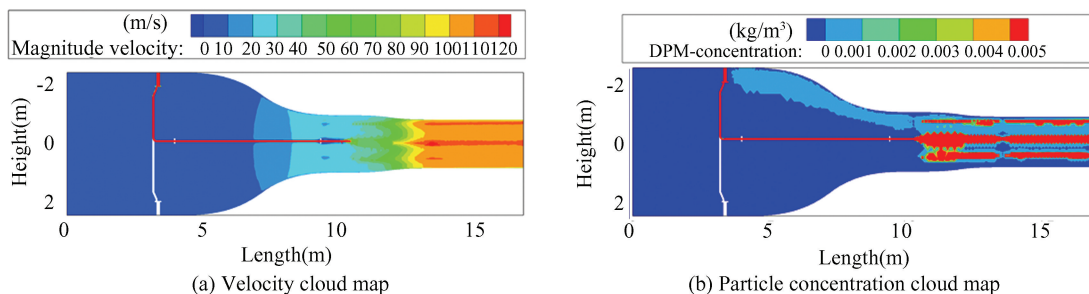 (m/s)
Magnitude velocity: 0 10 20 30 40 50 60 70 80 90 100110120
Height(m)
-2
0
2
0 5 10 15
Length(m)
(a) Velocity cloud map
(kg/m³)
DPM-concentration: 0 0.001 0.002 0.003 0.004 0.005
Height(m)
-2
0
2
0 5 10 15
Length(m)
(b) Particle concentration cloud map